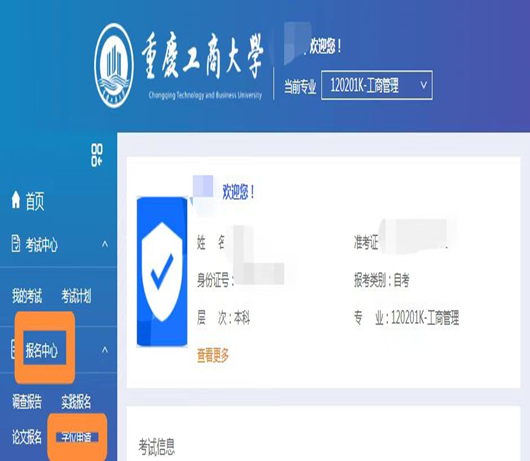 重慶工商大學
Chongqing Technology and Business University
欢迎您！
当前专业 120201K-工商管理
首页
考试中心
我的考试 考试计划
报名中心
调查报告 实践报名
论文报名 学位申请
欢迎您！
姓 名
准考证
身份证号：
报考类别：自考
层 次：本科
专 业：120201K-工商管理
查看更多
考试信息